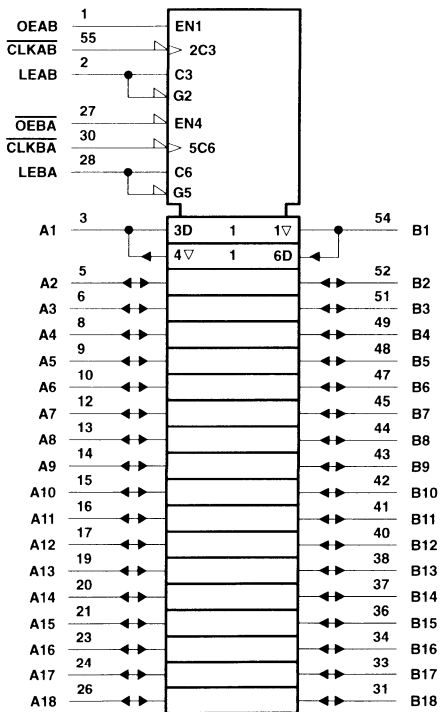 1
OEAB EN1
55
CLKAB 2C3
2
LEAB C3
G2
27
OEBA EN4
30
CLKBA 5C6
28
LEBA C6
G5
3 54
A1 3D 1 1▽ B1
4▽ 1 6D
5 52
A2 B2
6 51
A3 B3
8 49
A4 B4
9 48
A5 B5
10 47
A6 B6
12 45
A7 B7
13 44
A8 B8
14 43
A9 B9
15 42
A10 B10
16 41
A11 B11
17 40
A12 B12
19 38
A13 B13
20 37
A14 B14
21 36
A15 B15
23 34
A16 B16
24 33
A17 B17
26 31
A18 B18